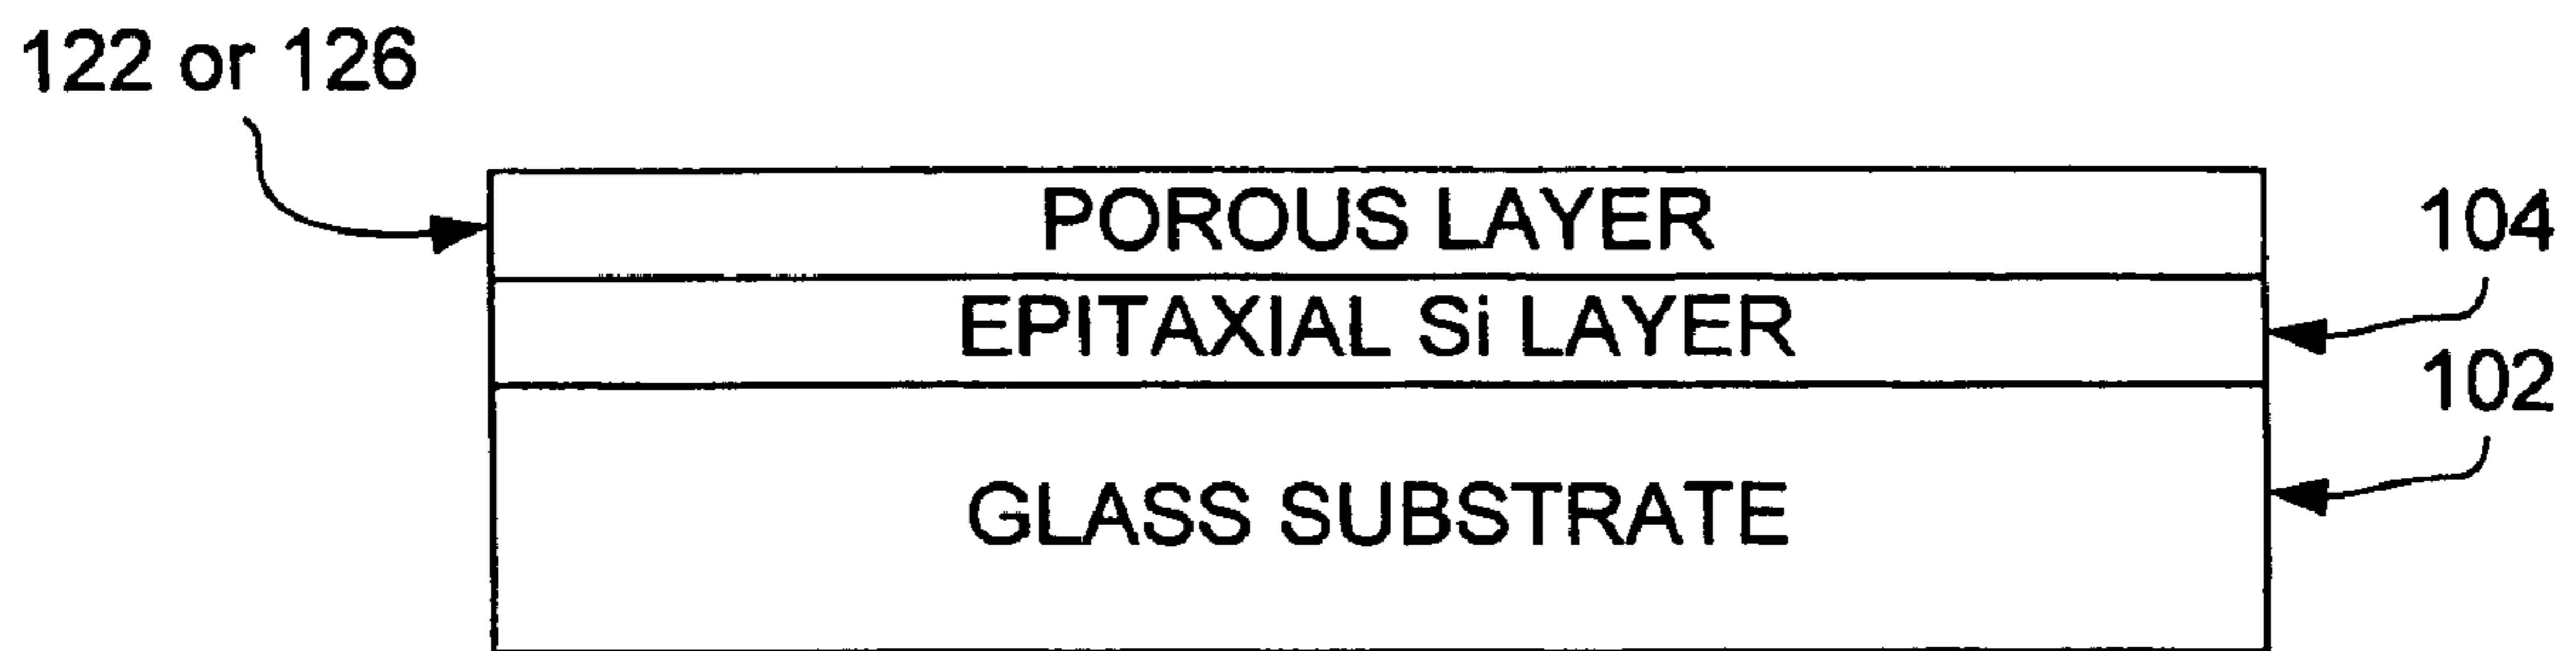 122 or 126
POROUS LAYER
104
EPITAXIAL Si LAYER
102
GLASS SUBSTRATE